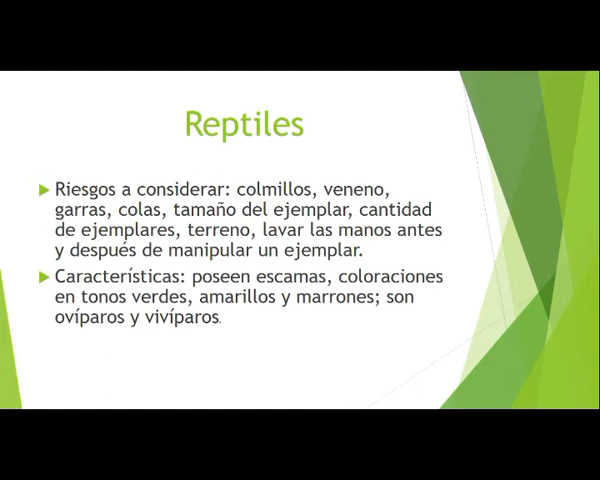 Reptiles
Riesgos a considerar: colmillos, veneno,
garras, colas, tamaño del ejemplar, cantidad
de ejemplares, terreno, lavar las manos antes
y después de manipular un ejemplar.
Características: poseen escamas, coloraciones
en tonos verdes, amarillos y marrones; son
ovíparos y vivíparos.